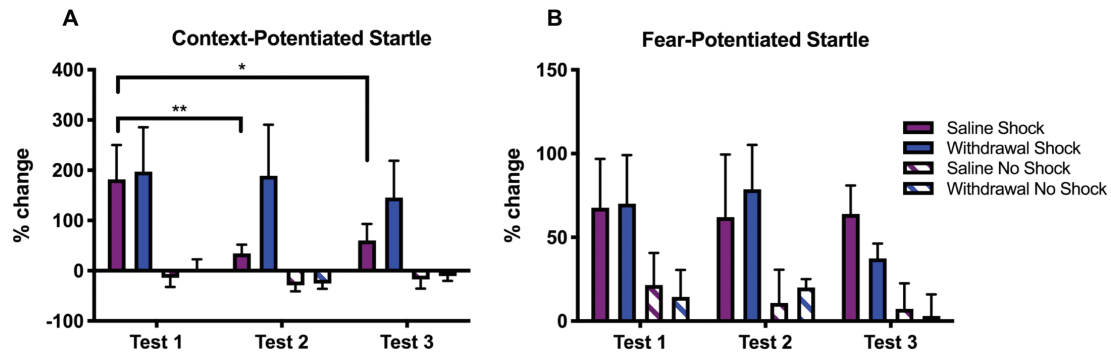 A
Context-Potentiated Startle
% change
400
300
200
100
0
-100
*
**
Test 1 Test 2 Test 3
B
Fear-Potentiated Startle
% change
150
100
50
0
Test 1 Test 2 Test 3
Saline Shock
Withdrawal Shock
Saline No Shock
Withdrawal No Shock